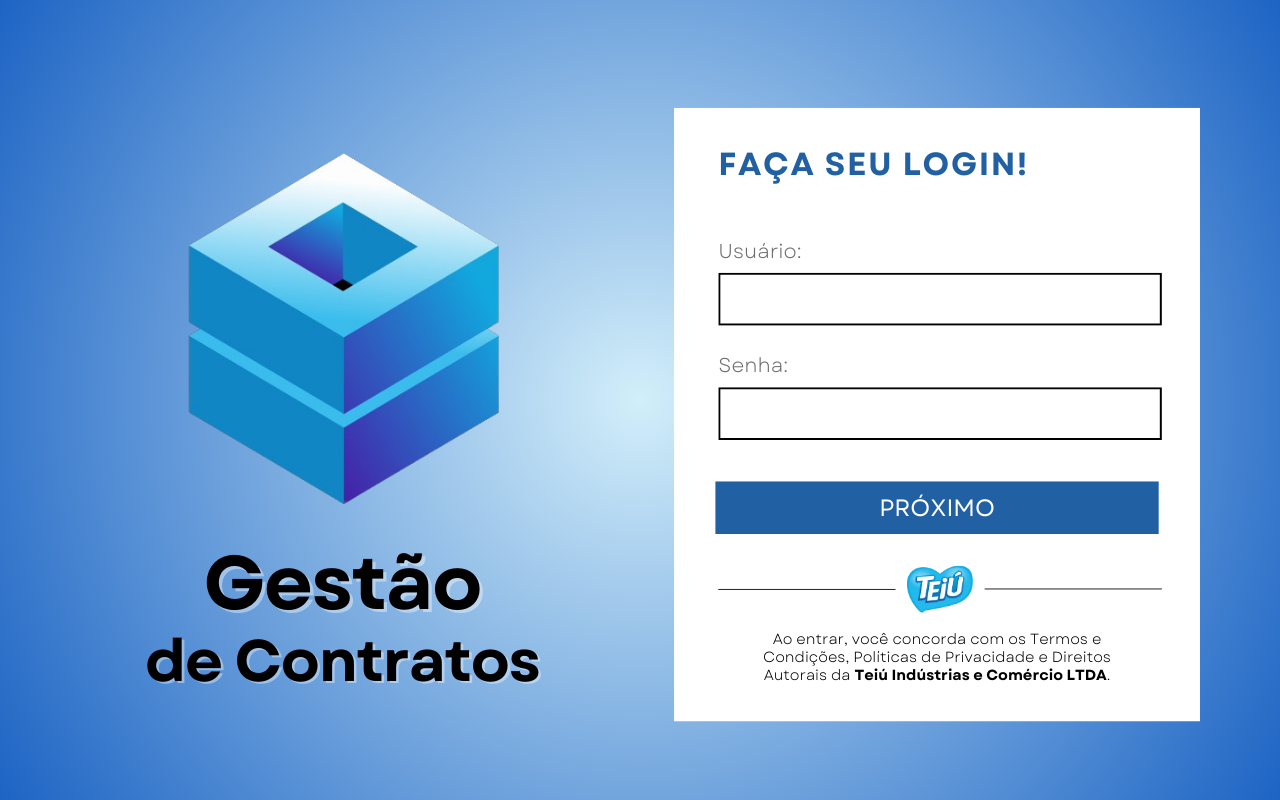 Gestão
de Contratos
FAÇA SEU LOGIN!
Usuário:
Senha:
PRÓXIMO
TEIÚ
Ao entrar, você concorda com os Termos e
Condições, Políticas de Privacidade e Direitos
Autorais da Teiú Indústrias e Comércio LTDA.